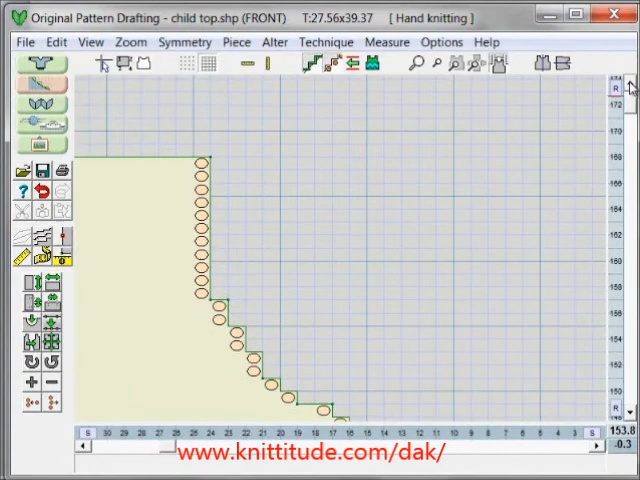 Original Pattern Drafting - child top.shp (FRONT) T:27.56x39.37 [ Hand knitting ]
File Edit View Zoom Symmetry Piece Alter Technique Measure Options Help
R
172
170
168
166
164
162
160
158
156
154
152
150
R
S 30 29 28 27 26 25 24 23 22 21 20 19 18 17 16 15 14 13 12 11 10 9 8 7 6 5 4 3 2 S
153.8
-0.3
www.knittitude.com/dak/